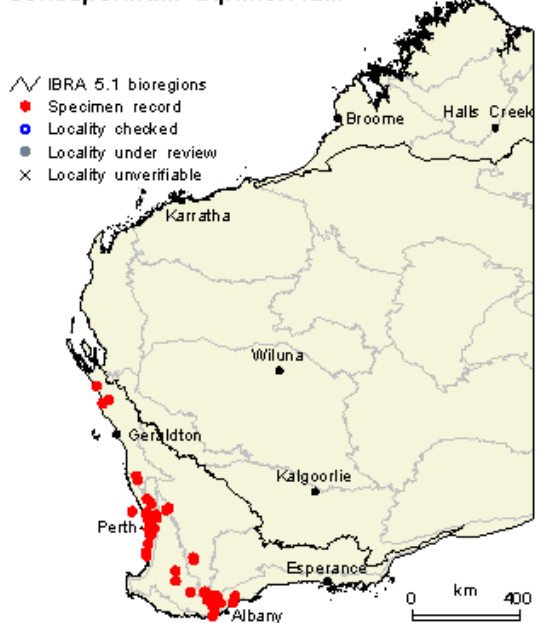 IBRA 5.1 bioregions
Specimen record
Locality checked
Locality under review
Locality unverifiable
Broome
Halls Creek
Karratha
Wiluna
Geraldton
Kalgoorlie
Perth
Esperance
Albany
km
0 400